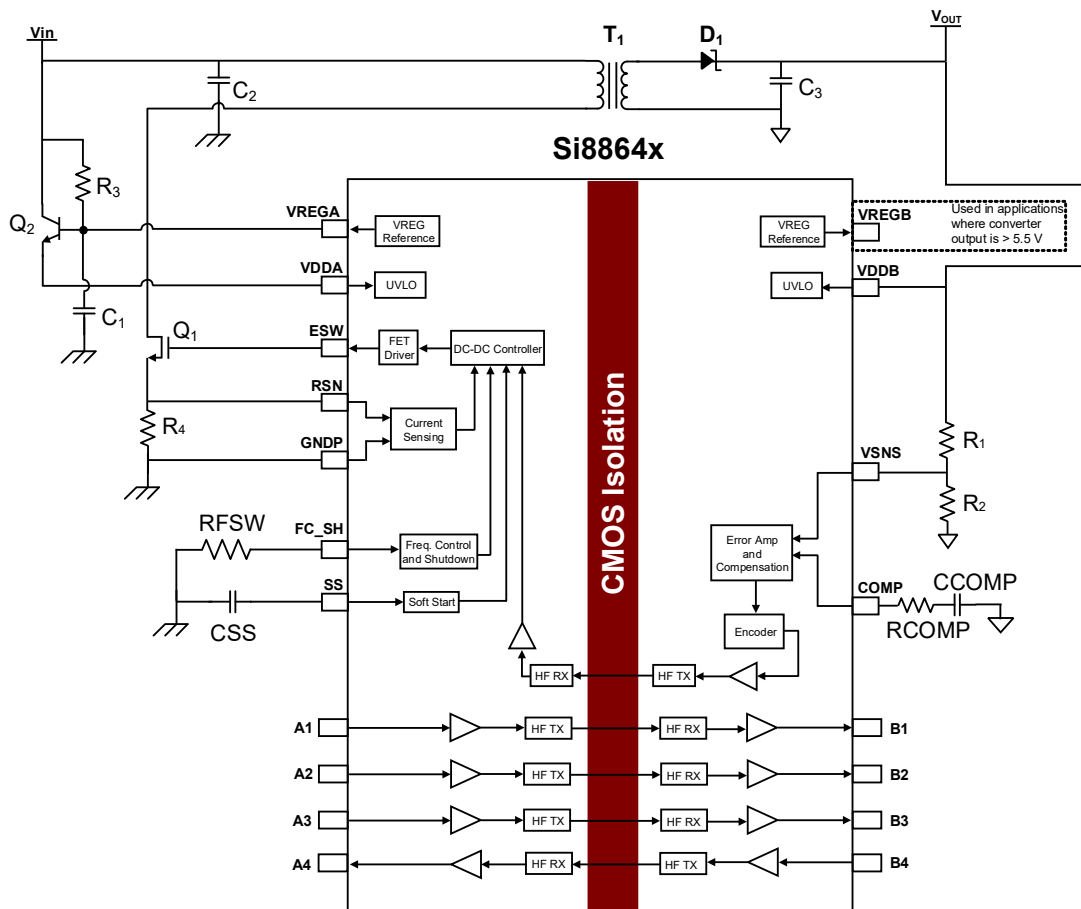 Vin
VOUT
T1
D1
C2
C3
Si8864x
R3
Q2
VREGA
VREG
Reference
VREG
Reference
VREGB
Used in applications
where converter
output is > 5.5 V
VDDA
UVLO
UVLO
VDDB
C1
Q1
ESW
FET
Driver
DC-DC Controller
CMOS Isolation
RSN
Current
Sensing
R4
GNDP
R1
VSNS
R2
RFSW
FC_SH
Freq. Control
and Shutdown
Error Amp
and
Compensation
SS
Soft Start
CSS
COMP
CCOMP
RCOMP
Encoder
HF RX
HF TX
A1
HF TX
HF RX
B1
A2
HF TX
HF RX
B2
A3
HF TX
HF RX
B3
A4
HF RX
HF TX
B4